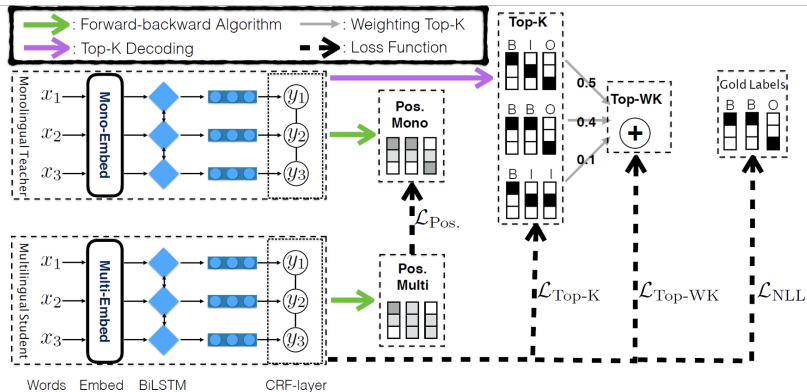 : Forward-backward Algorithm
: Weighting Top-K
: Top-K Decoding
: Loss Function
Monolingual Teacher
x1
x2
x3
Mono-Embed
y1
y2
y3
Pos.
Mono
Top-K
B I O
B B O
B I I
0.5
0.4
0.1
Top-WK
+
Gold Labels
B B O
ℒPos.
Multilingual Student
x1
x2
x3
Multi-Embed
y1
y2
y3
Pos.
Multi
ℒTop-K
ℒTop-WK
ℒNLL
Words Embed BiLSTM CRF-layer